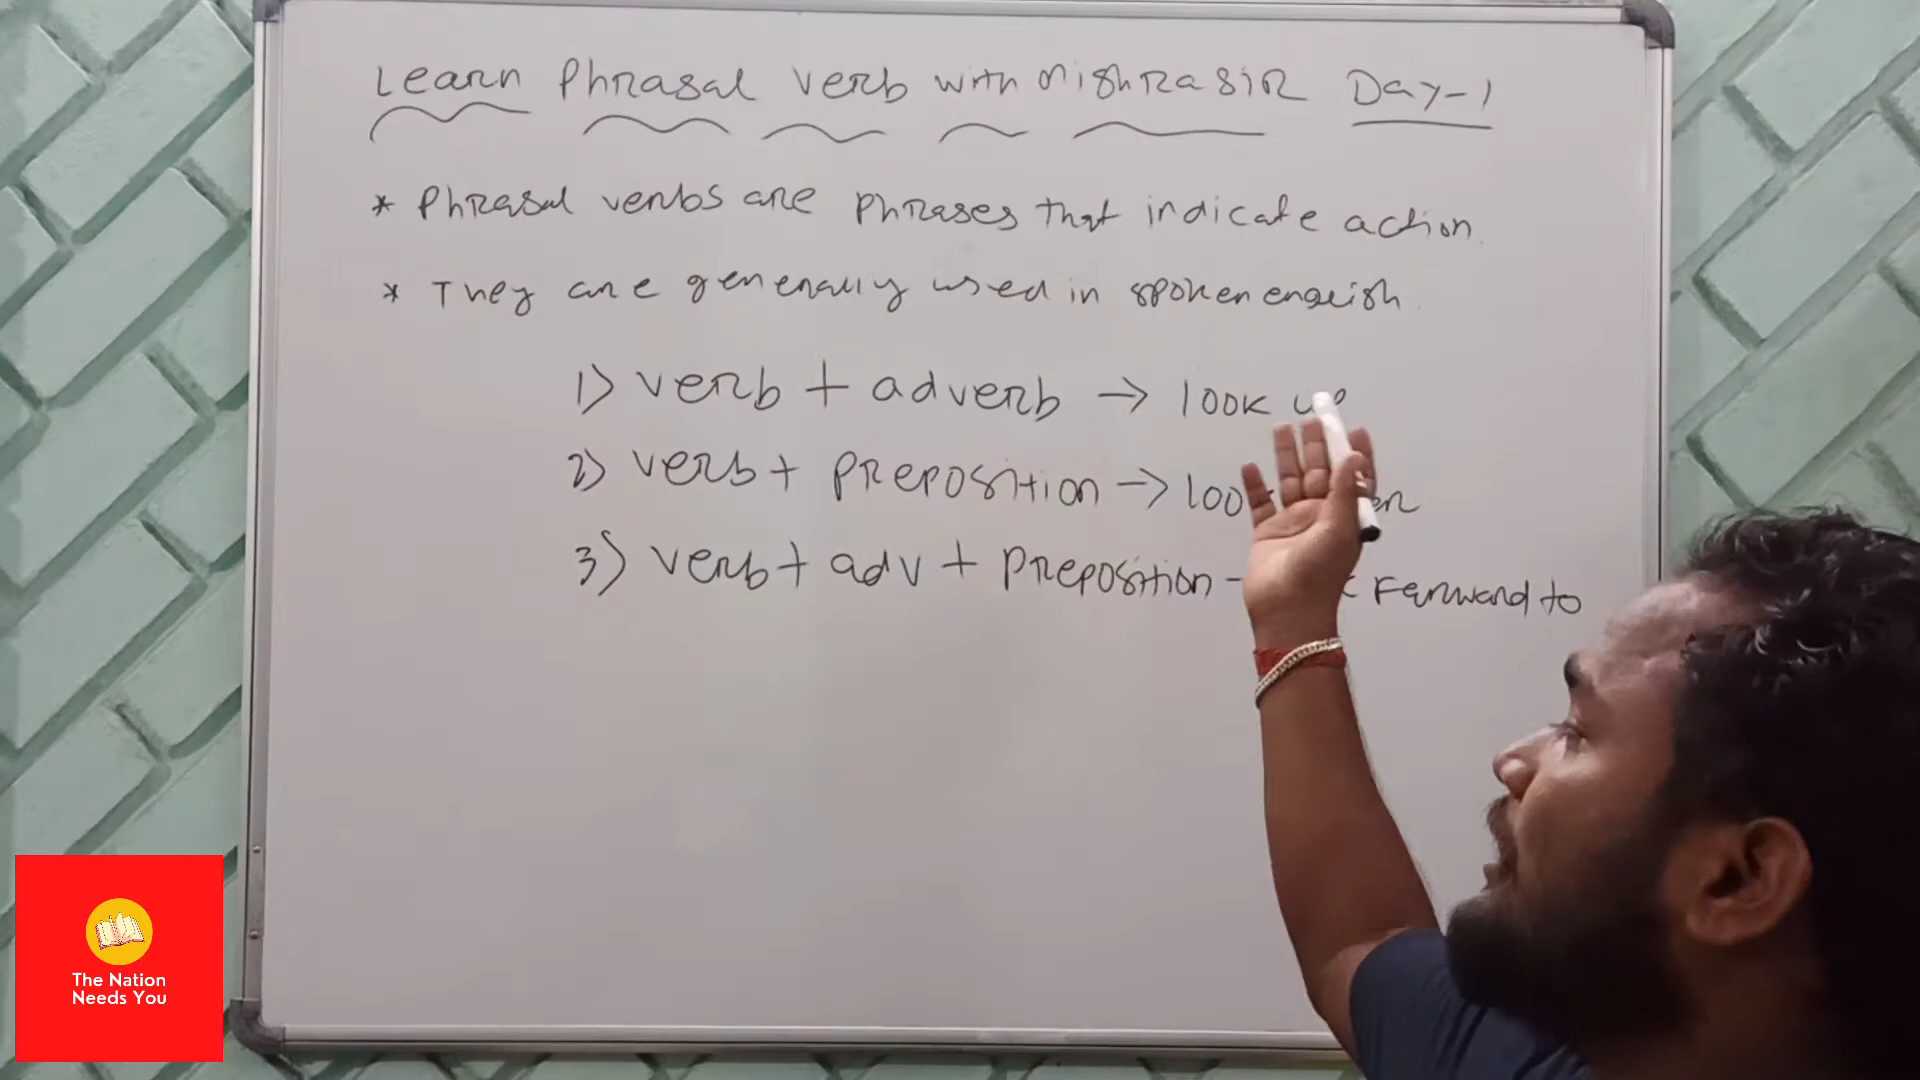 Learn Phrasal verb with Mishra sir Day-1
* Phrasal verbs are phrases that indicate action
* They are generally used in spoken english
1) verb + adverb → look up
2) verb + preposition → look
3) verb + adv + preposition - Forward to
The Nation
Needs You